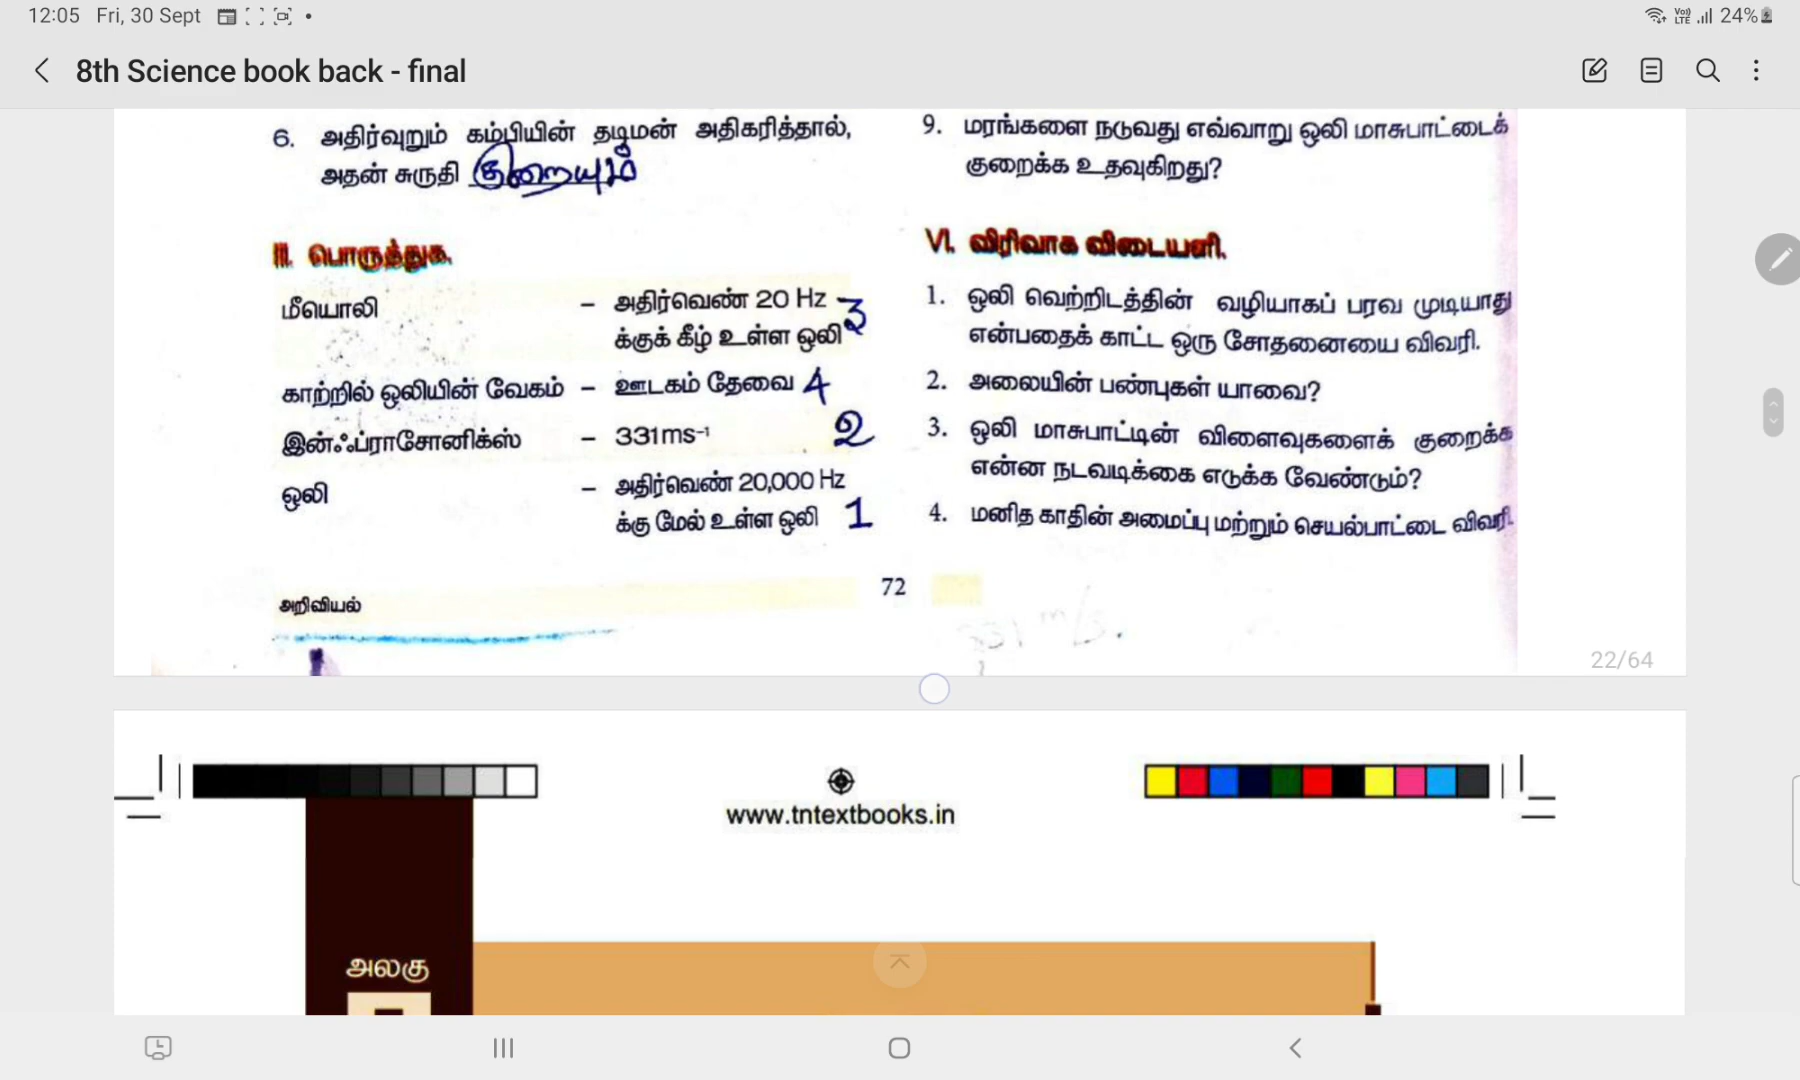 12:05 Fri, 30 Sept
24%
8th Science book back - final
6. அதிர்வுறும் கம்பியின் தடிமன் அதிகரித்தால்,
அதன் சுருதி குறையும்
III. பொருத்துக.
மீயொலி – அதிர்வெண் 20 Hz 3
க்குக் கீழ் உள்ள ஒலி
காற்றில் ஒலியின் வேகம் – ஊடகம் தேவை 4
இன்ஃப்ராசோனிக்ஸ் – 331ms⁻¹ 2
ஒலி – அதிர்வெண் 20,000 Hz
க்கு மேல் உள்ள ஒலி 1
அறிவியல்
9. மரங்களை நடுவது எவ்வாறு ஒலி மாசுபாட்டைக்
குறைக்க உதவுகிறது?
VI. விரிவாக விடையளி.
1. ஒலி வெற்றிடத்தின் வழியாகப் பரவ முடியாது
என்பதைக் காட்ட ஒரு சோதனையை விவரி.
2. அலையின் பண்புகள் யாவை?
3. ஒலி மாசுபாட்டின் விளைவுகளைக் குறைக்க
என்ன நடவடிக்கை எடுக்க வேண்டும்?
4. மனித காதின் அமைப்பு மற்றும் செயல்பாட்டை விவரி.
72
331 m/s.
22/64
www.tntextbooks.in
அலகு